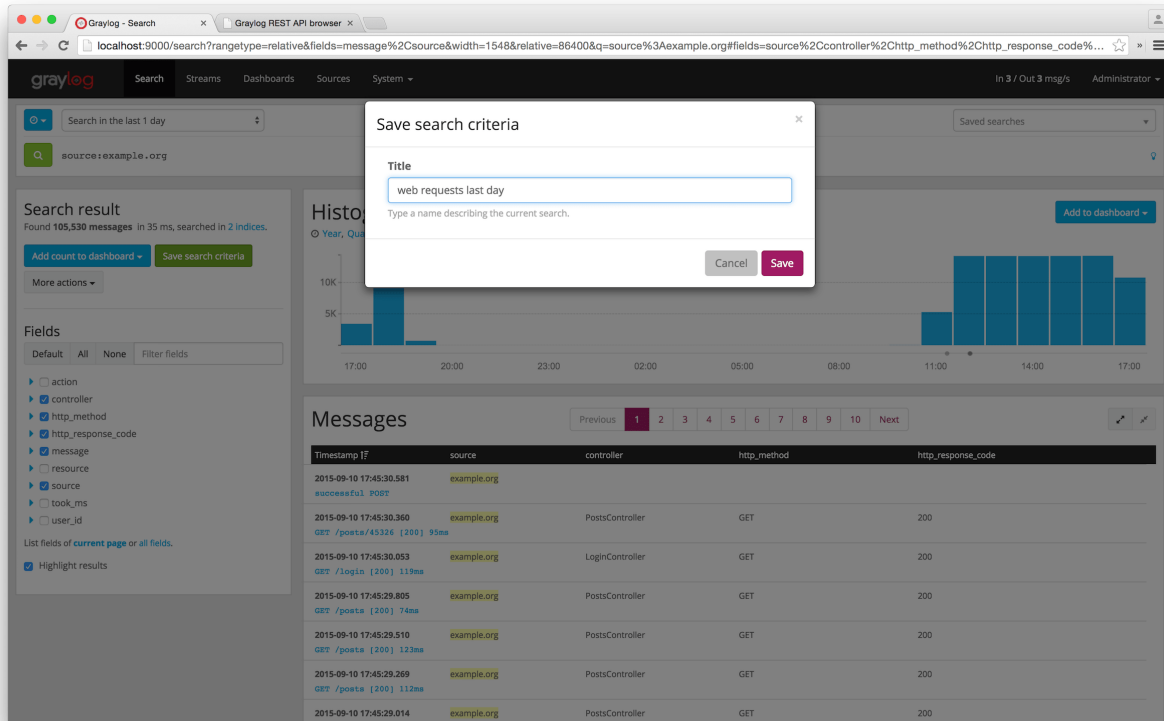 Graylog - Search
Graylog REST API browser
localhost:9000/search?rangetype=relative&fields=message%2Csource&width=1548&relative=86400&q=source%3Aexample.org#fields=source%2Ccontroller%2Chttp_method%2Chttp_response_code%...
graylog Search Streams Dashboards Sources System In 3 / Out 3 msg/s Administrator
Search in the last 1 day
Saved searches
source:example.org
Save search criteria
Title
web requests last day
Type a name describing the current search.
Cancel Save
Search result
Found 105,530 messages in 35 ms, searched in 2 indices.
Add count to dashboard Save search criteria
More actions
Fields
Default All None Filter fields
action
controller
http_method
http_response_code
message
resource
source
took_ms
user_id
List fields of current page or all fields.
Highlight results
Add to dashboard
Year,
10K
5K
17:00 20:00 23:00 02:00 05:00 08:00 11:00 14:00 17:00
Messages
Previous 1 2 3 4 5 6 7 8 9 10 Next
Timestamp source controller http_method http_response_code
2015-09-10 17:45:30.581 example.org
successful POST
2015-09-10 17:45:30.360 example.org PostsController GET 200
GET /posts/45326 [200] 95ms
2015-09-10 17:45:30.053 example.org LoginController GET 200
GET /login [200] 119ms
2015-09-10 17:45:29.805 example.org PostsController GET 200
GET /posts [200] 74ms
2015-09-10 17:45:29.510 example.org PostsController GET 200
GET /posts [200] 123ms
2015-09-10 17:45:29.269 example.org PostsController GET 200
GET /posts [200] 112ms
2015-09-10 17:45:29.014 example.org PostsController GET 200